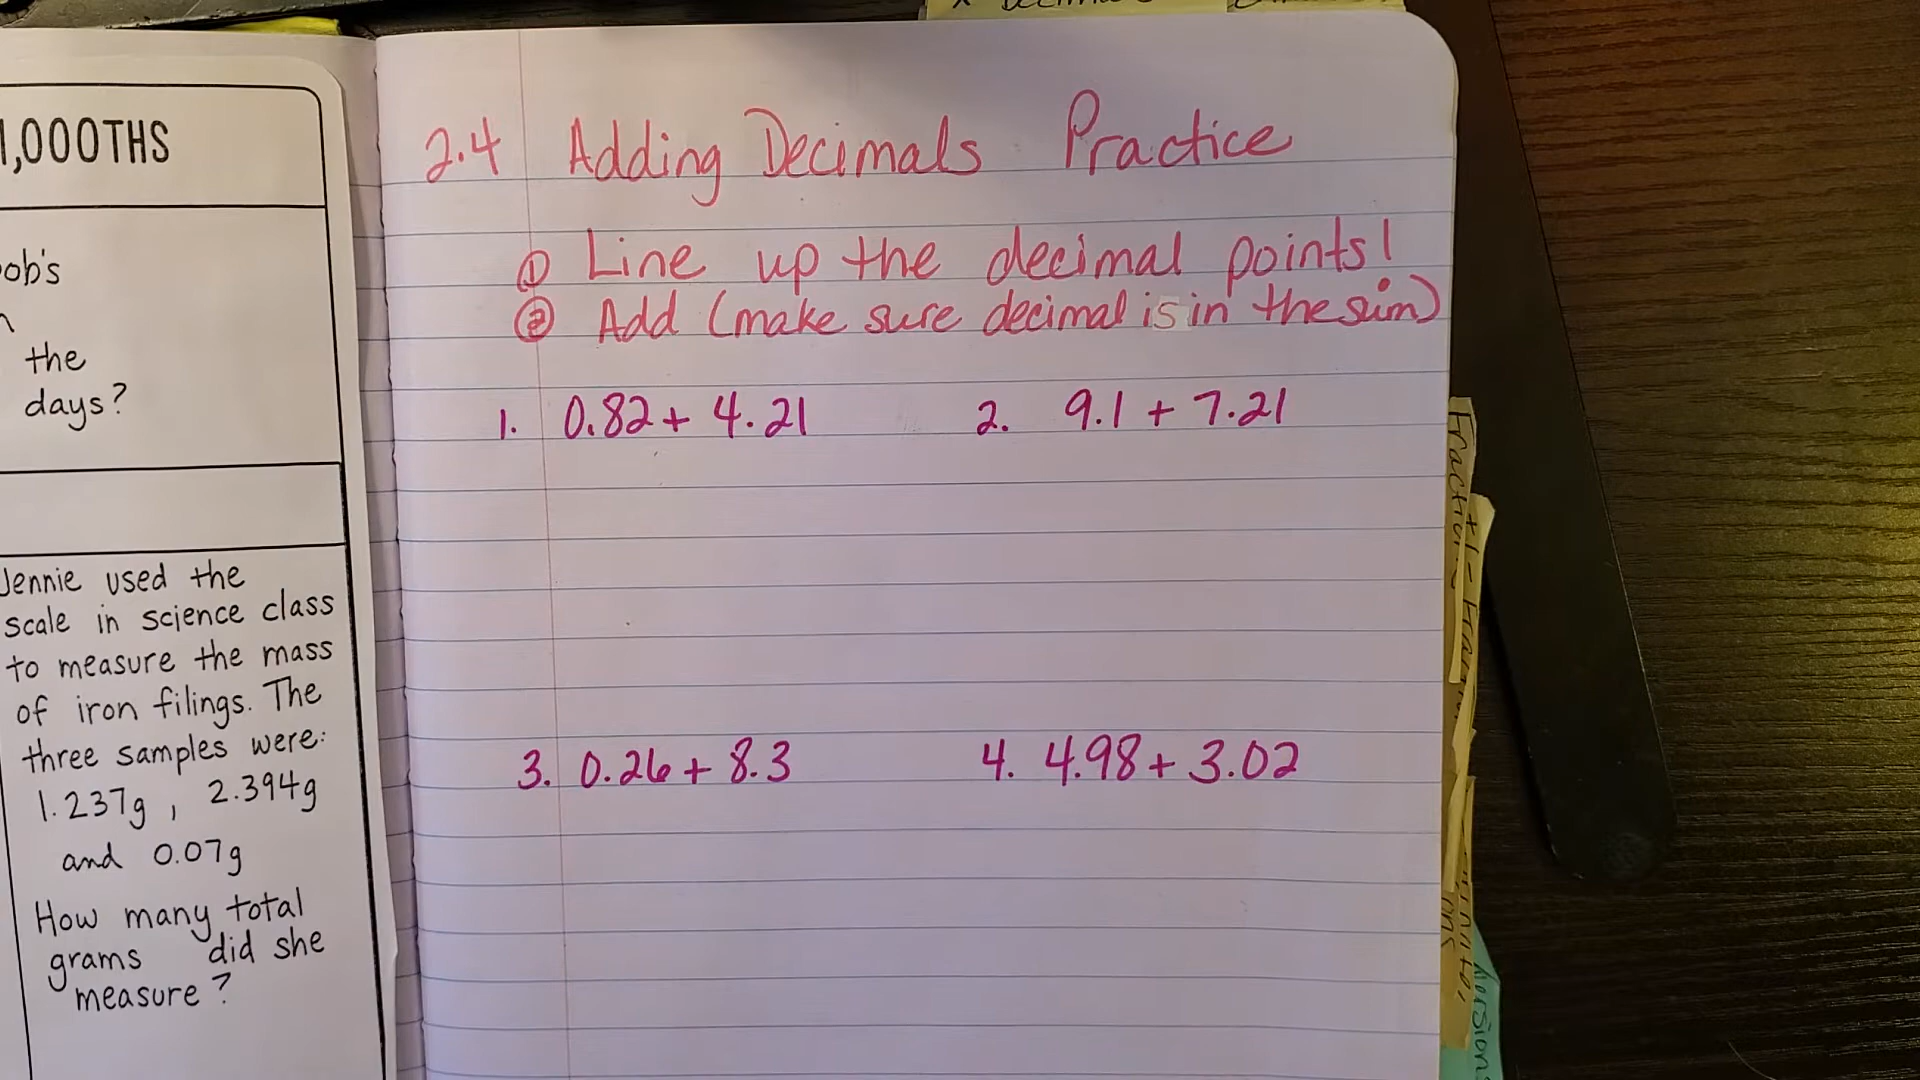 1,000THS
ob's
the
days?
Jennie used the
scale in science class
to measure the mass
of iron filings. The
three samples were:
1.237g, 2.394g
and 0.07g
How many total
grams did she
measure?
2.4 Adding Decimals Practice
① Line up the decimal points!
② Add (make sure decimal is in the sum)
1. 0.82 + 4.21 2. 9.1 + 7.21
3. 0.26 + 8.3 4. 4.98 + 3.02